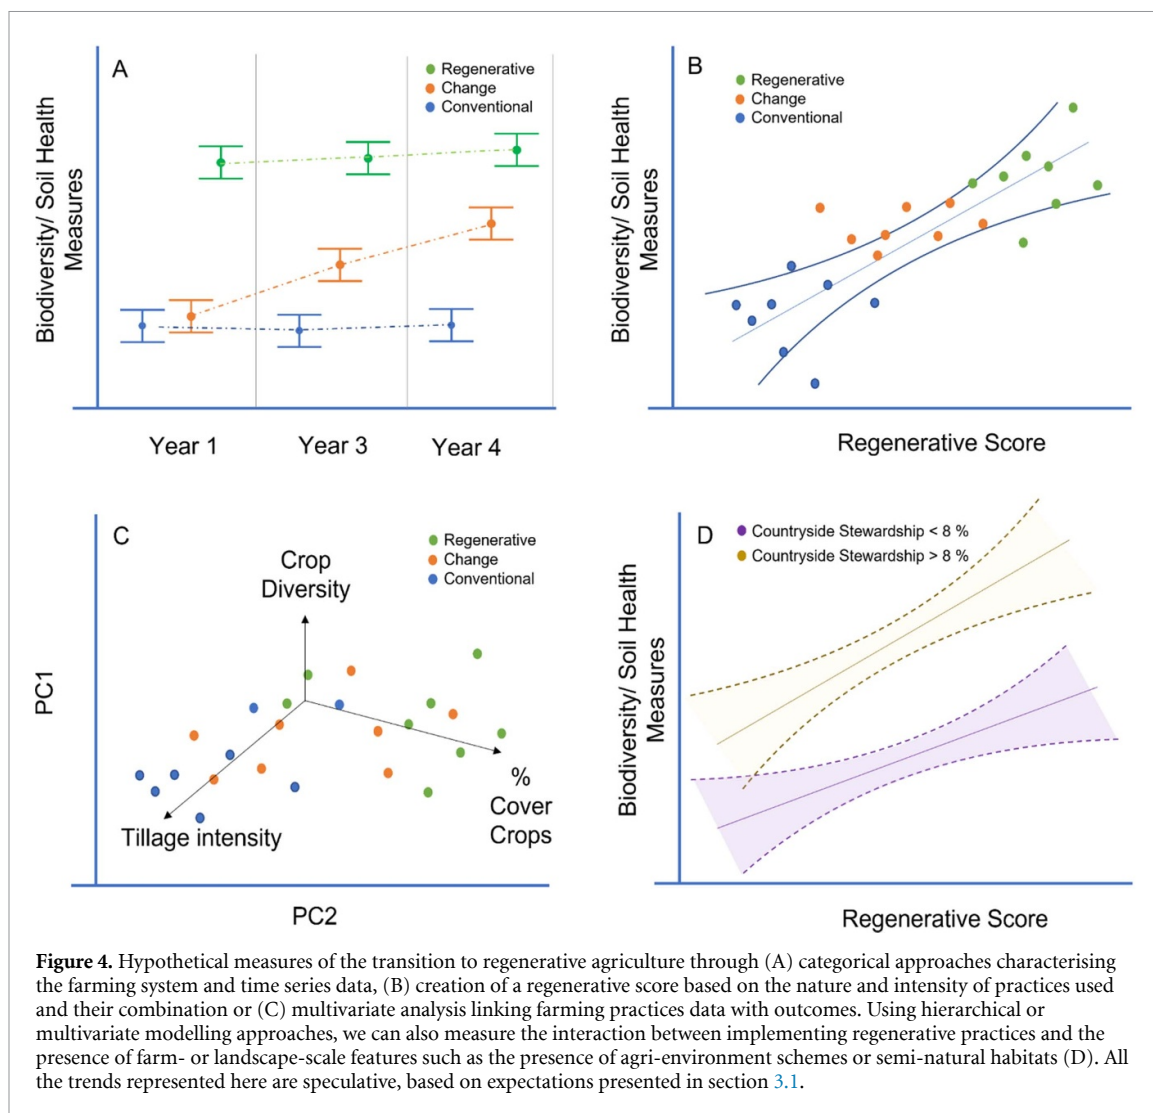 A
Regenerative
Change
Conventional
Biodiversity/ Soil Health
Measures
Year 1
Year 3
Year 4
B
Regenerative
Change
Conventional
Biodiversity/ Soil Health
Measures
Regenerative Score
C
Regenerative
Change
Conventional
Crop
Diversity
PC1
%
Cover
Crops
Tillage intensity
PC2
D
Countryside Stewardship < 8 %
Countryside Stewardship > 8 %
Biodiversity/ Soil Health
Measures
Regenerative Score
Figure 4. Hypothetical measures of the transition to regenerative agriculture through (A) categorical approaches characterising
the farming system and time series data, (B) creation of a regenerative score based on the nature and intensity of practices used
and their combination or (C) multivariate analysis linking farming practices data with outcomes. Using hierarchical or
multivariate modelling approaches, we can also measure the interaction between implementing regenerative practices and the
presence of farm- or landscape-scale features such as the presence of agri-environment schemes or semi-natural habitats (D). All
the trends represented here are speculative, based on expectations presented in section 3.1.